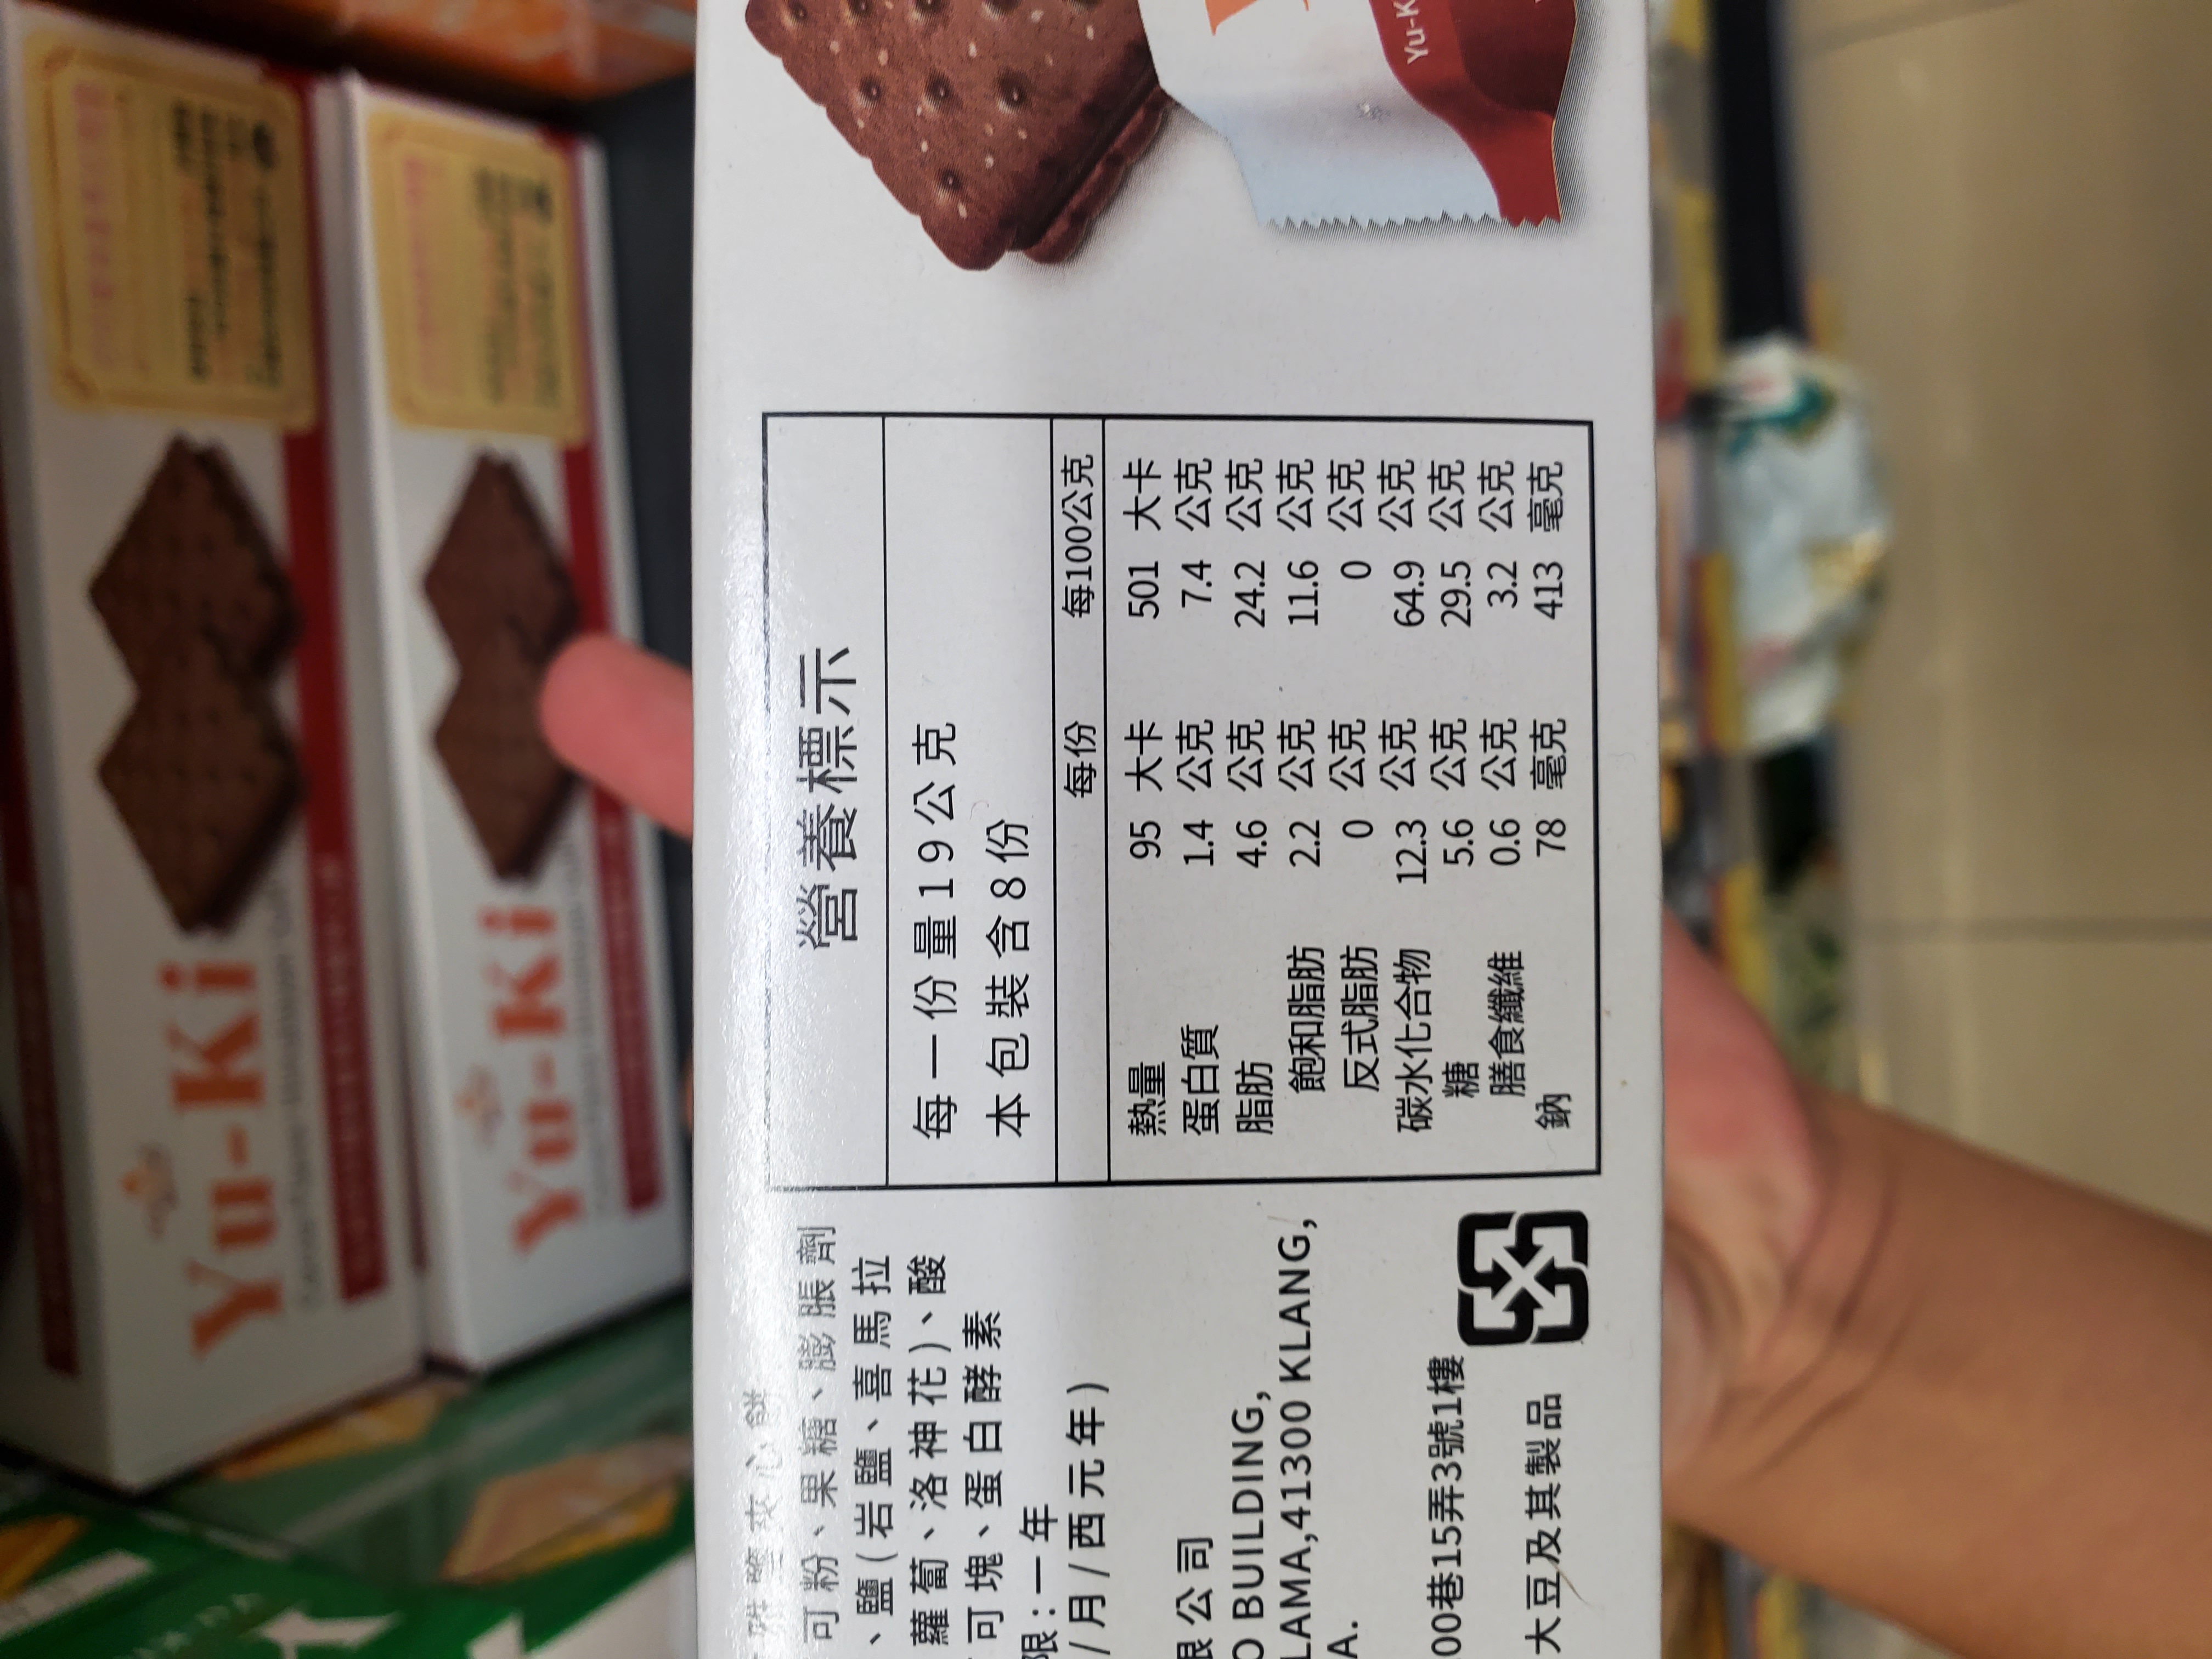 Yu-Ki
Yu-Ki
雅鹽夾心餅
可粉、果糖、膨脹劑
、鹽(岩鹽、喜馬拉
蘿蔔、洛神花)、酸
可塊、蛋白酵素
限:一年
/月/西元年)
限公司
O BUILDING,
LAMA,41300 KLANG,
A.
00巷15弄3號1樓
大豆及其製品
營養標示
每一份量19公克
本包裝含8份
每份 每100公克
熱量 95 大卡 501 大卡
蛋白質 1.4 公克 7.4 公克
脂肪 4.6 公克 24.2 公克
飽和脂肪 2.2 公克 11.6 公克
反式脂肪 0 公克 0 公克
碳水化合物 12.3 公克 64.9 公克
糖 5.6 公克 29.5 公克
膳食纖維 0.6 公克 3.2 公克
鈉 78 毫克 413 毫克
Yu-K